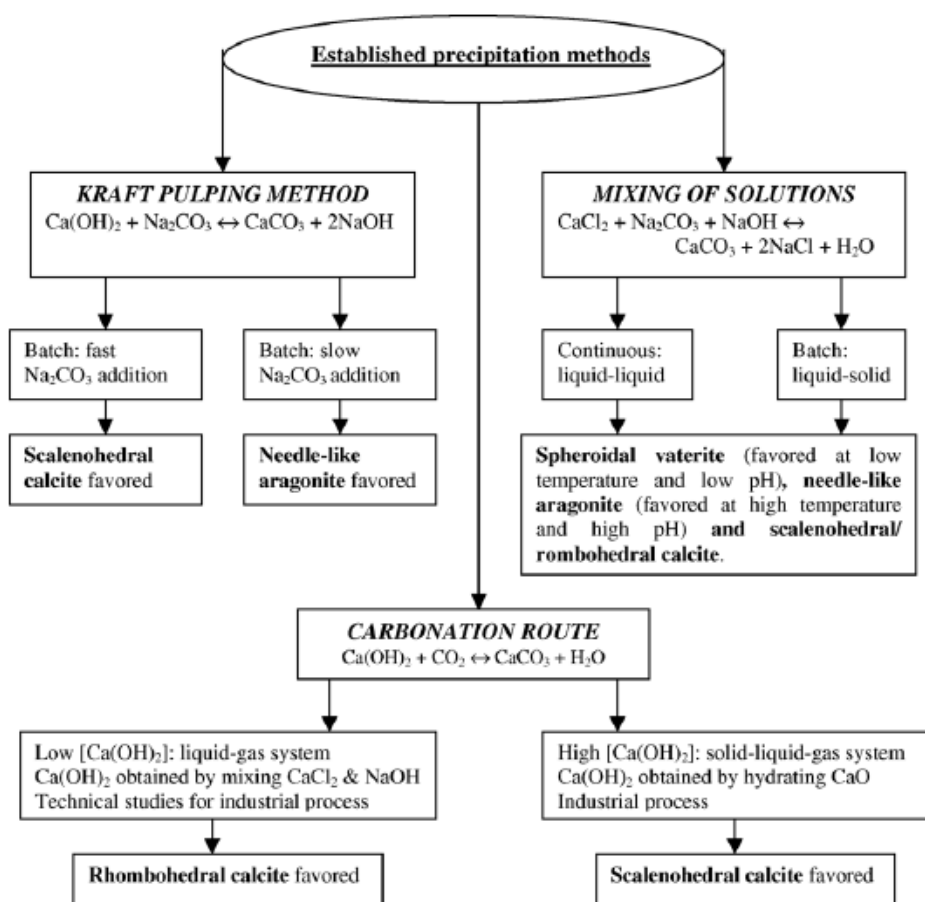 Established precipitation methods
KRAFT PULPING METHOD
Ca(OH)₂ + Na₂CO₃ ↔ CaCO₃ + 2NaOH
MIXING OF SOLUTIONS
CaCl₂ + Na₂CO₃ + NaOH ↔
CaCO₃ + 2NaCl + H₂O
Batch: fast
Na₂CO₃ addition
Batch: slow
Na₂CO₃ addition
Continuous:
liquid-liquid
Batch:
liquid-solid
Scalenohedral
calcite favored
Needle-like
aragonite favored
Spheroidal vaterite (favored at low
temperature and low pH), needle-like
aragonite (favored at high temperature
and high pH) and scalenohedral/
rombohedral calcite.
CARBONATION ROUTE
Ca(OH)₂ + CO₂ ↔ CaCO₃ + H₂O
Low [Ca(OH)₂]: liquid-gas system
Ca(OH)₂ obtained by mixing CaCl₂ & NaOH
Technical studies for industrial process
High [Ca(OH)₂]: solid-liquid-gas system
Ca(OH)₂ obtained by hydrating CaO
Industrial process
Rhombohedral calcite favored
Scalenohedral calcite favored